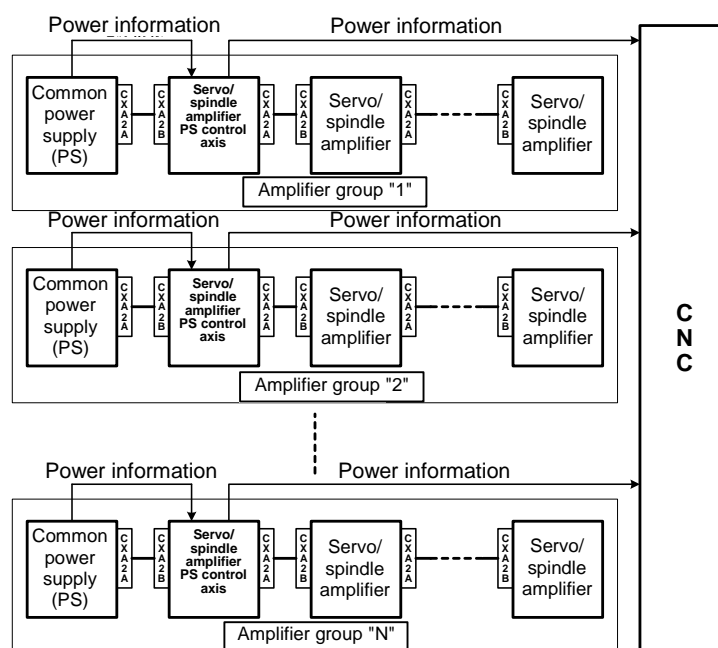 Power information
Power information
Common
power
supply
(PS)
CXA2A
CXA2B
Servo/
spindle
amplifier
PS control
axis
CXA2A
CXA2B
Servo/
spindle
amplifier
CXA2A
CXA2B
Servo/
spindle
amplifier
Amplifier group "1"
Power information
Power information
Common
power
supply
(PS)
CXA2A
CXA2B
Servo/
spindle
amplifier
PS control
axis
CXA2A
CXA2B
Servo/
spindle
amplifier
CXA2A
CXA2B
Servo/
spindle
amplifier
Amplifier group "2"
Power information
Power information
Common
power
supply
(PS)
CXA2A
CXA2B
Servo/
spindle
amplifier
PS control
axis
CXA2A
CXA2B
Servo/
spindle
amplifier
CXA2A
CXA2B
Servo/
spindle
amplifier
Amplifier group "N"
CNC